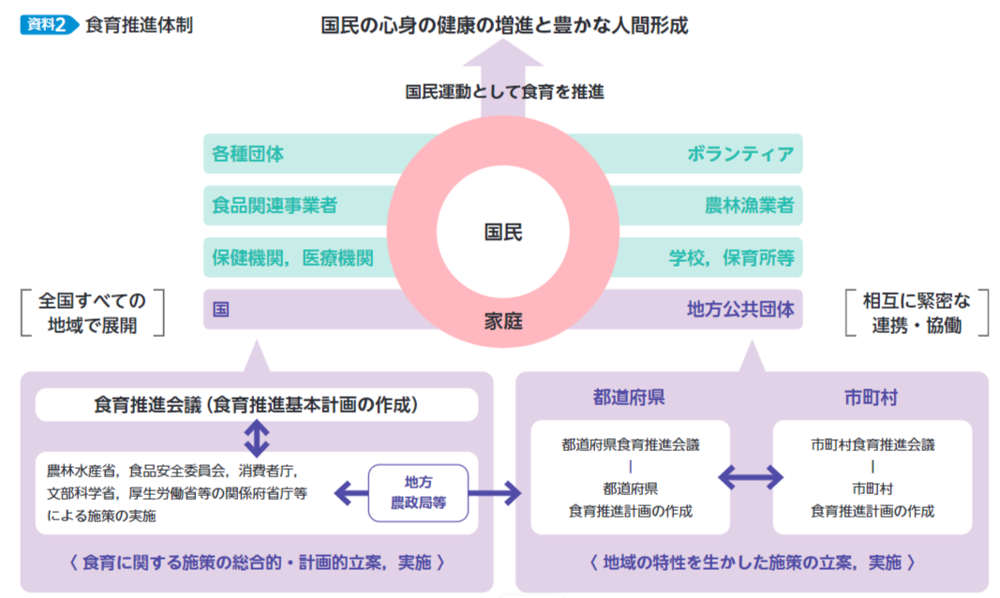 資料2 食育推進体制
国民の心身の健康の増進と豊かな人間形成
国民運動として食育を推進
各種団体
ボランティア
食品関連事業者
農林漁業者
国民
保健機関，医療機関
学校，保育所等
国
家庭
地方公共団体
全国すべての
地域で展開
相互に緊密な
連携・協働
食育推進会議（食育推進基本計画の作成）
農林水産省，食品安全委員会，消費者庁，
文部科学省，厚生労働省等の関係府省庁等
による施策の実施
地方
農政局等
〈 食育に関する施策の総合的・計画的立案，実施 〉
都道府県
都道府県食育推進会議
都道府県
食育推進計画の作成
市町村
市町村食育推進会議
市町村
食育推進計画の作成
〈 地域の特性を生かした施策の立案，実施 〉